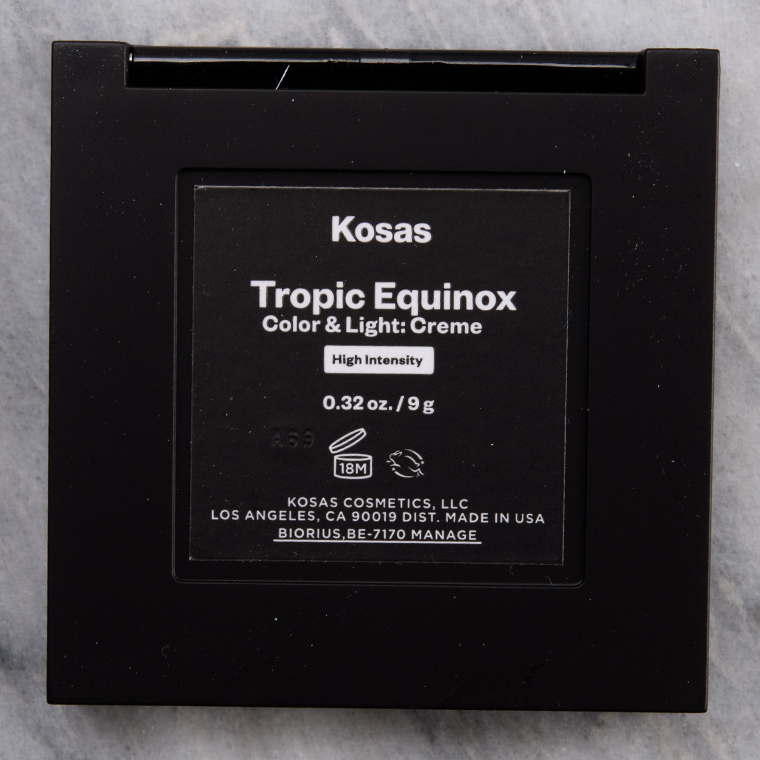 Kosas
Tropic Equinox
Color & Light: Creme
High Intensity
0.32 oz. / 9 g
18M
KOSAS COSMETICS, LLC
LOS ANGELES, CA 90019 DIST. MADE IN USA
BIORIUS,BE-7170 MANAGE